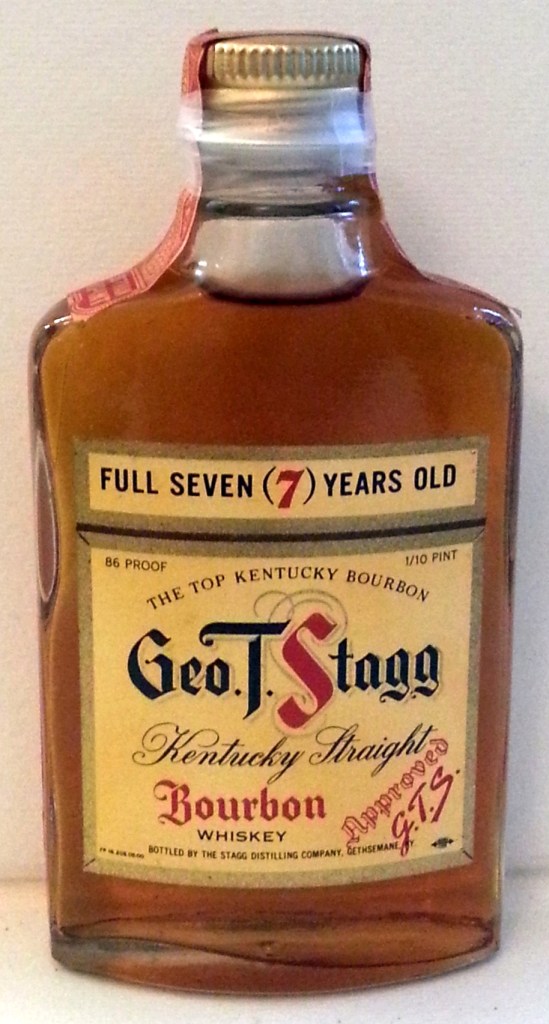 FULL SEVEN (7) YEARS OLD
86 PROOF
1/10 PINT
THE TOP KENTUCKY BOURBON
Geo. T. Stagg
Kentucky Straight
Bourbon
WHISKEY
Approved
G.T.S.
BOTTLED BY THE STAGG DISTILLING COMPANY, GETHSEMANE, KY